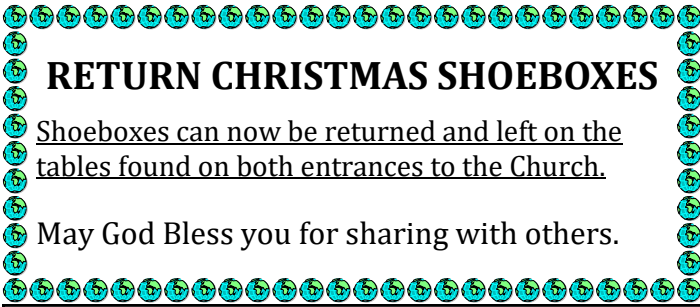 RETURN CHRISTMAS SHOEBOXES
Shoeboxes can now be returned and left on the
tables found on both entrances to the Church.
May God Bless you for sharing with others.